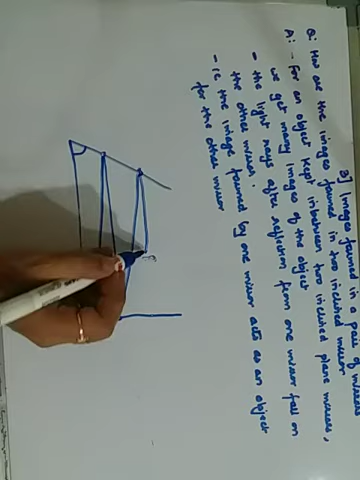 3] Images formed in a pair of mirrors
Q: How are the images formed in two inclined mirror
A: - for an object kept inbetween two inclined plane mirrors,
we get many images of the object
- the light rays after reflection from one mirror fall on
the other mirror.
- ie the image formed by one mirror acts as an object
for the other mirror